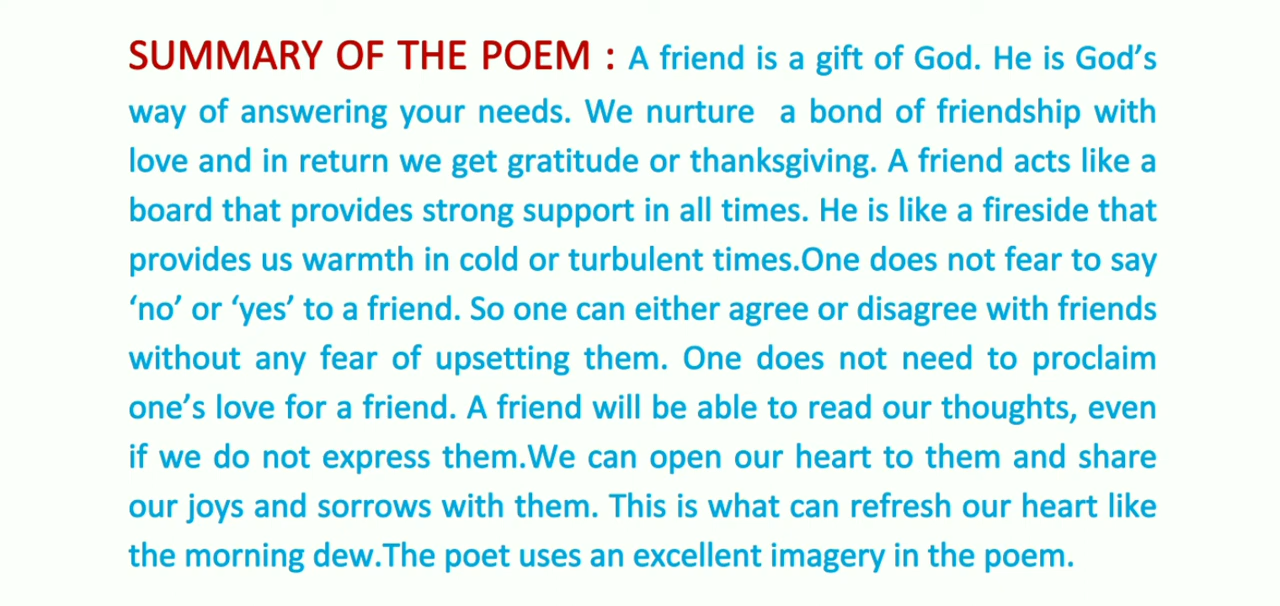 SUMMARY OF THE POEM : A friend is a gift of God. He is God’s
way of answering your needs. We nurture  a bond of friendship with
love and in return we get gratitude or thanksgiving. A friend acts like a
board that provides strong support in all times. He is like a fireside that
provides us warmth in cold or turbulent times.One does not fear to say
‘no’ or ‘yes’ to a friend. So one can either agree or disagree with friends
without any fear of upsetting them. One does not need to proclaim
one’s love for a friend. A friend will be able to read our thoughts, even
if we do not express them.We can open our heart to them and share
our joys and sorrows with them. This is what can refresh our heart like
the morning dew.The poet uses an excellent imagery in the poem.